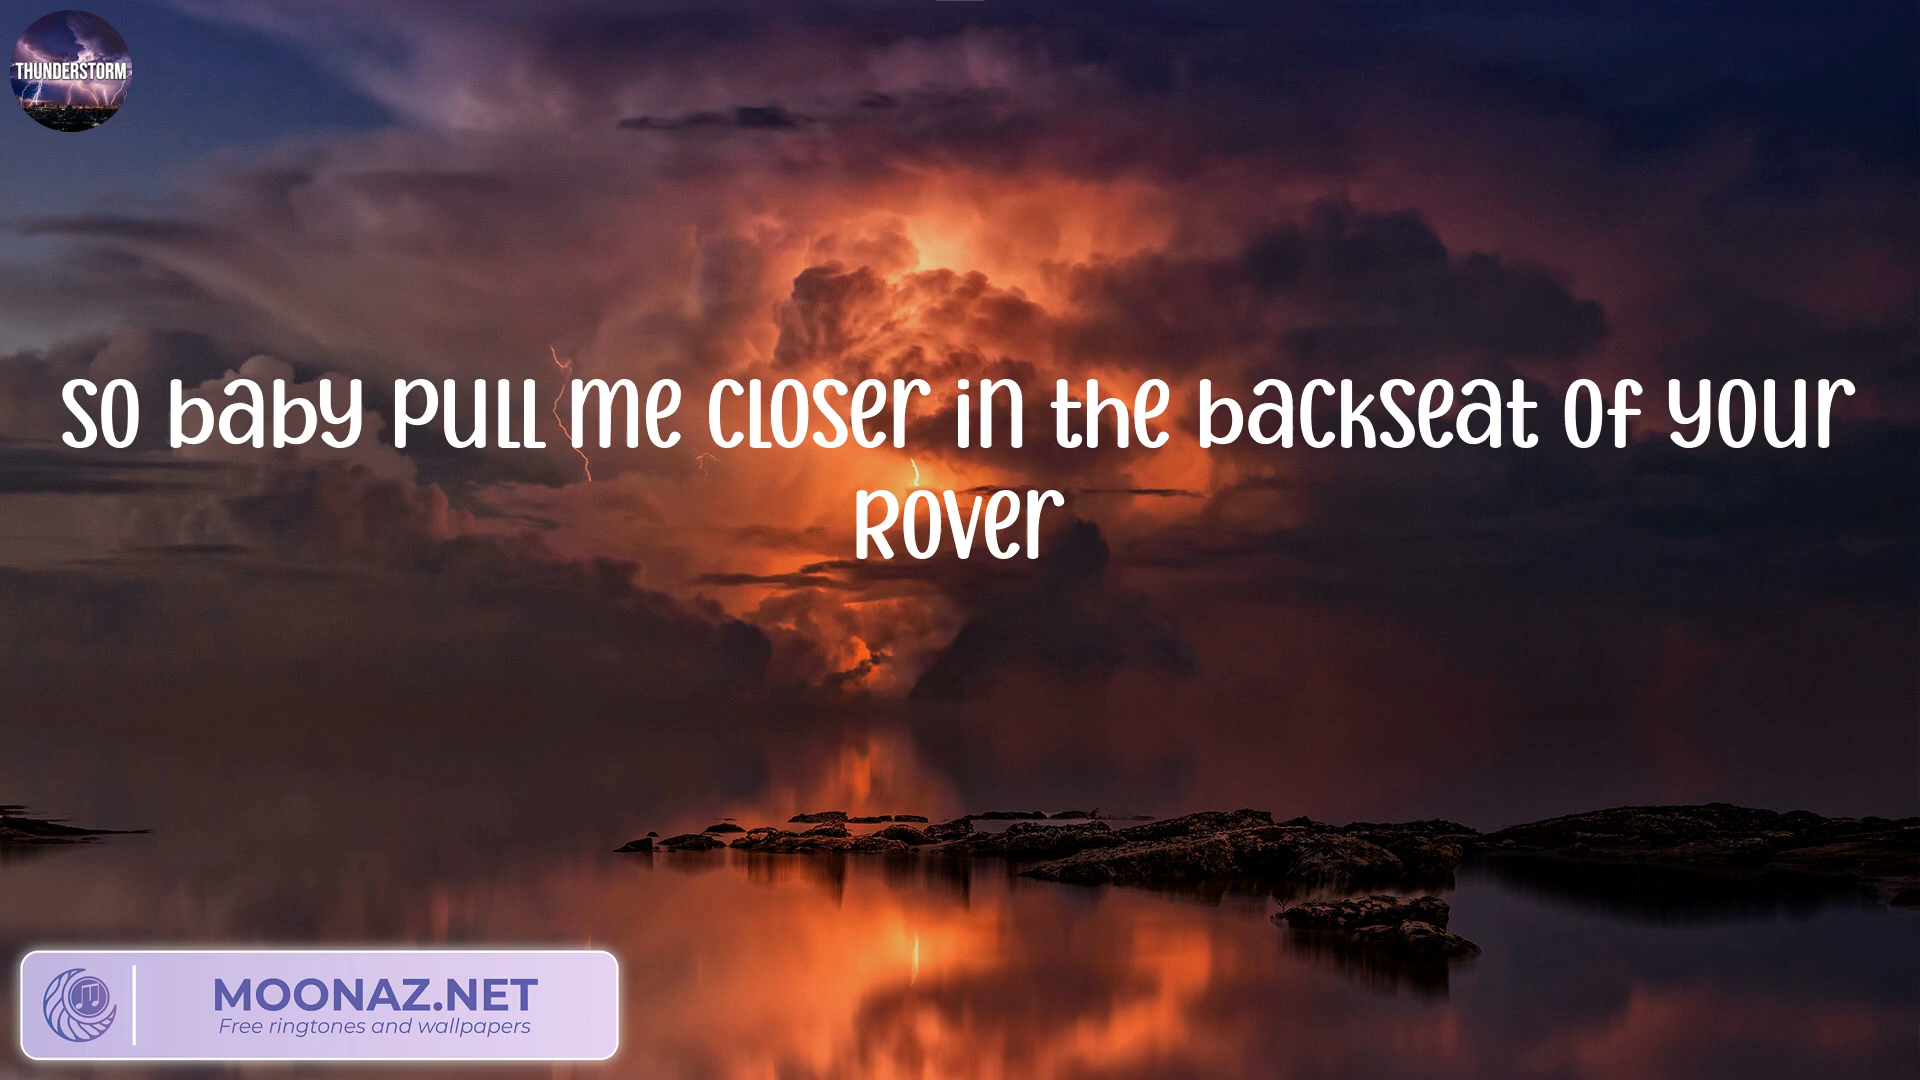 THUNDERSTORM
So baby pull me closer in the backseat of your
Rover
MOONAZ.NET
Free ringtones and wallpapers